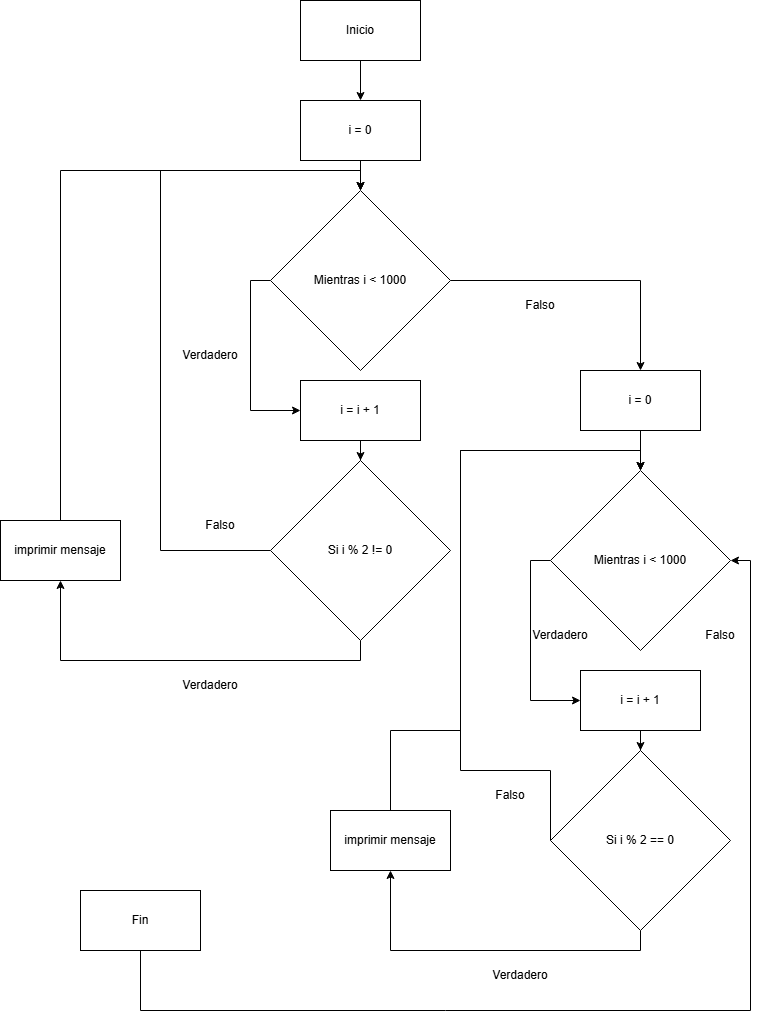 Inicio
i = 0
Mientras i < 1000
Falso
Verdadero
i = i + 1
Falso
Si i % 2 != 0
imprimir mensaje
Verdadero
i = 0
Mientras i < 1000
Verdadero
Falso
i = i + 1
Falso
Si i % 2 == 0
imprimir mensaje
Verdadero
Fin